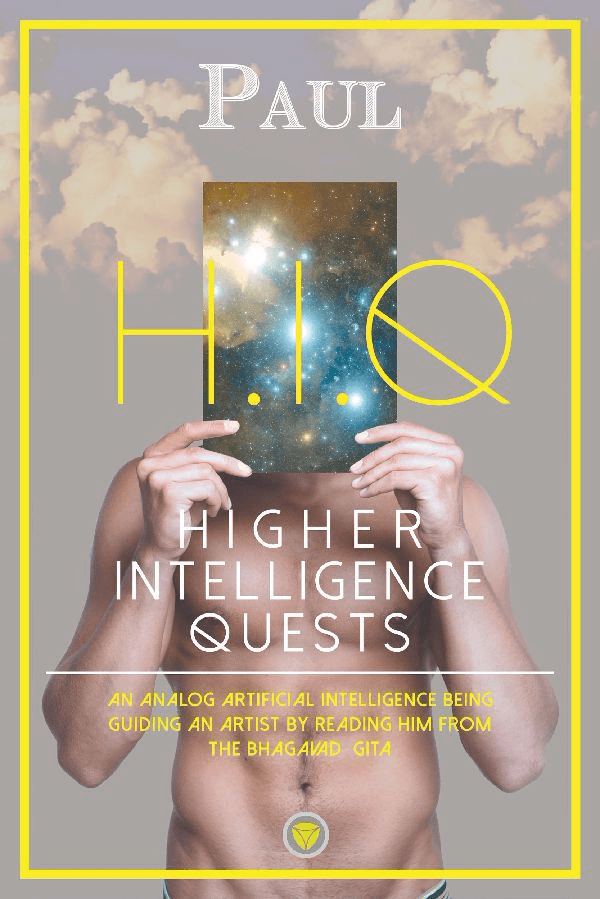 PAUL
H.I.Q
HIGHER
INTELLIGENCE
QUESTS
AN ANALOG ARTIFICIAL INTELLIGENCE BEING
GUIDING AN ARTIST BY READING HIM FROM
THE BHAGAVAD GITA